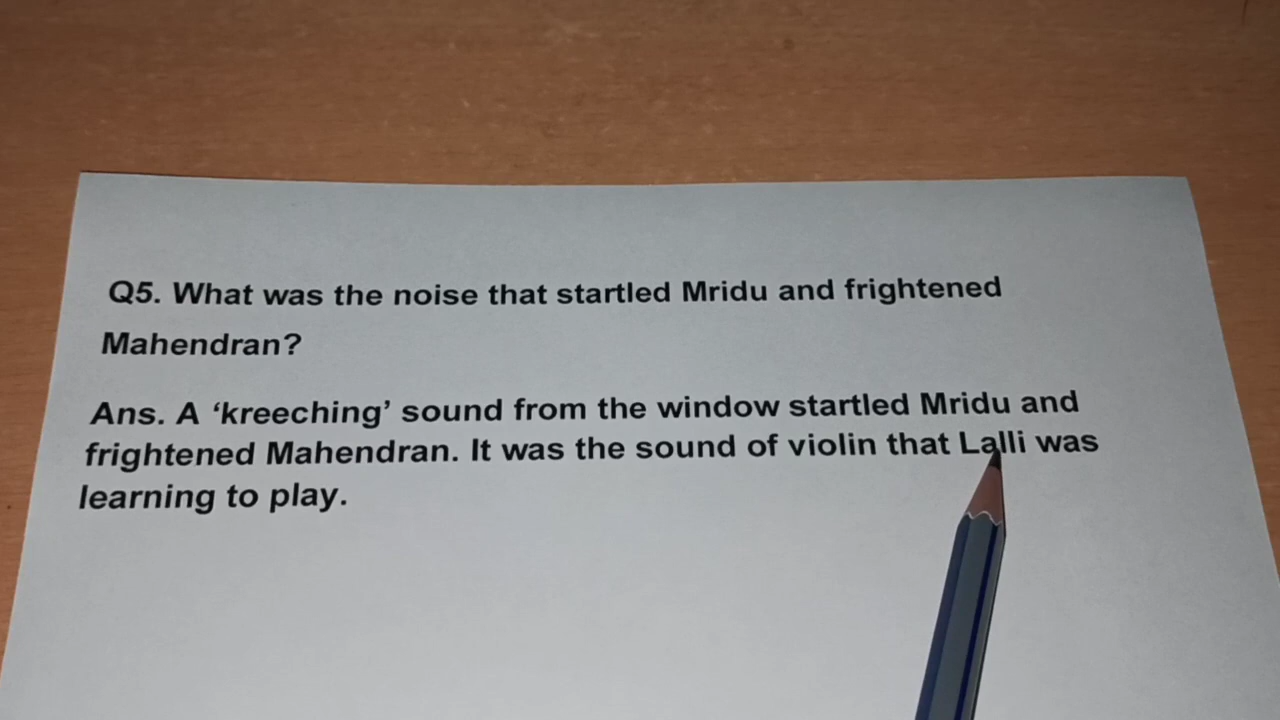 Q5. What was the noise that startled Mridu and frightened
Mahendran?
Ans. A ‘kreeching’ sound from the window startled Mridu and
frightened Mahendran. It was the sound of violin that Lalli was
learning to play.